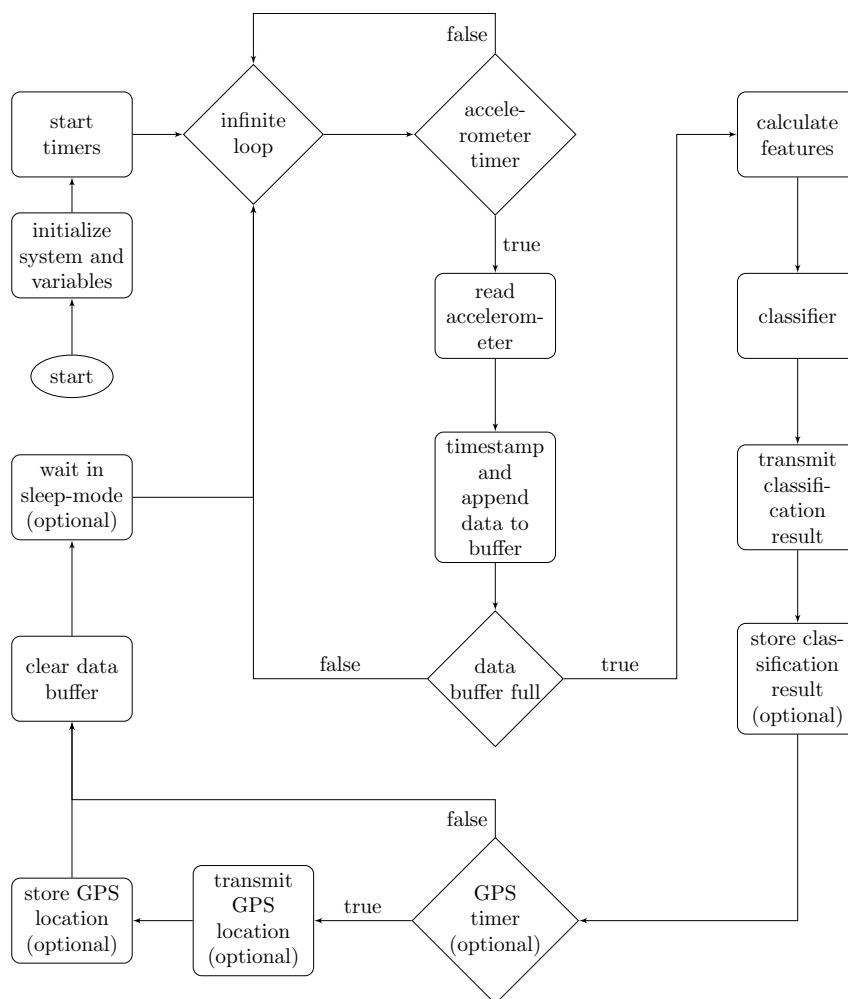 false
start
timers
infinite
loop
accele-
rometer
timer
calculate
features
initialize
system and
variables
true
read
accelerom-
eter
classifier
start
wait in
sleep-mode
(optional)
timestamp
and
append
data to
buffer
transmit
classifi-
cation
result
clear data
buffer
false
data
buffer full
true
store clas-
sification
result
(optional)
false
store GPS
location
(optional)
transmit
GPS
location
(optional)
true
GPS
timer
(optional)